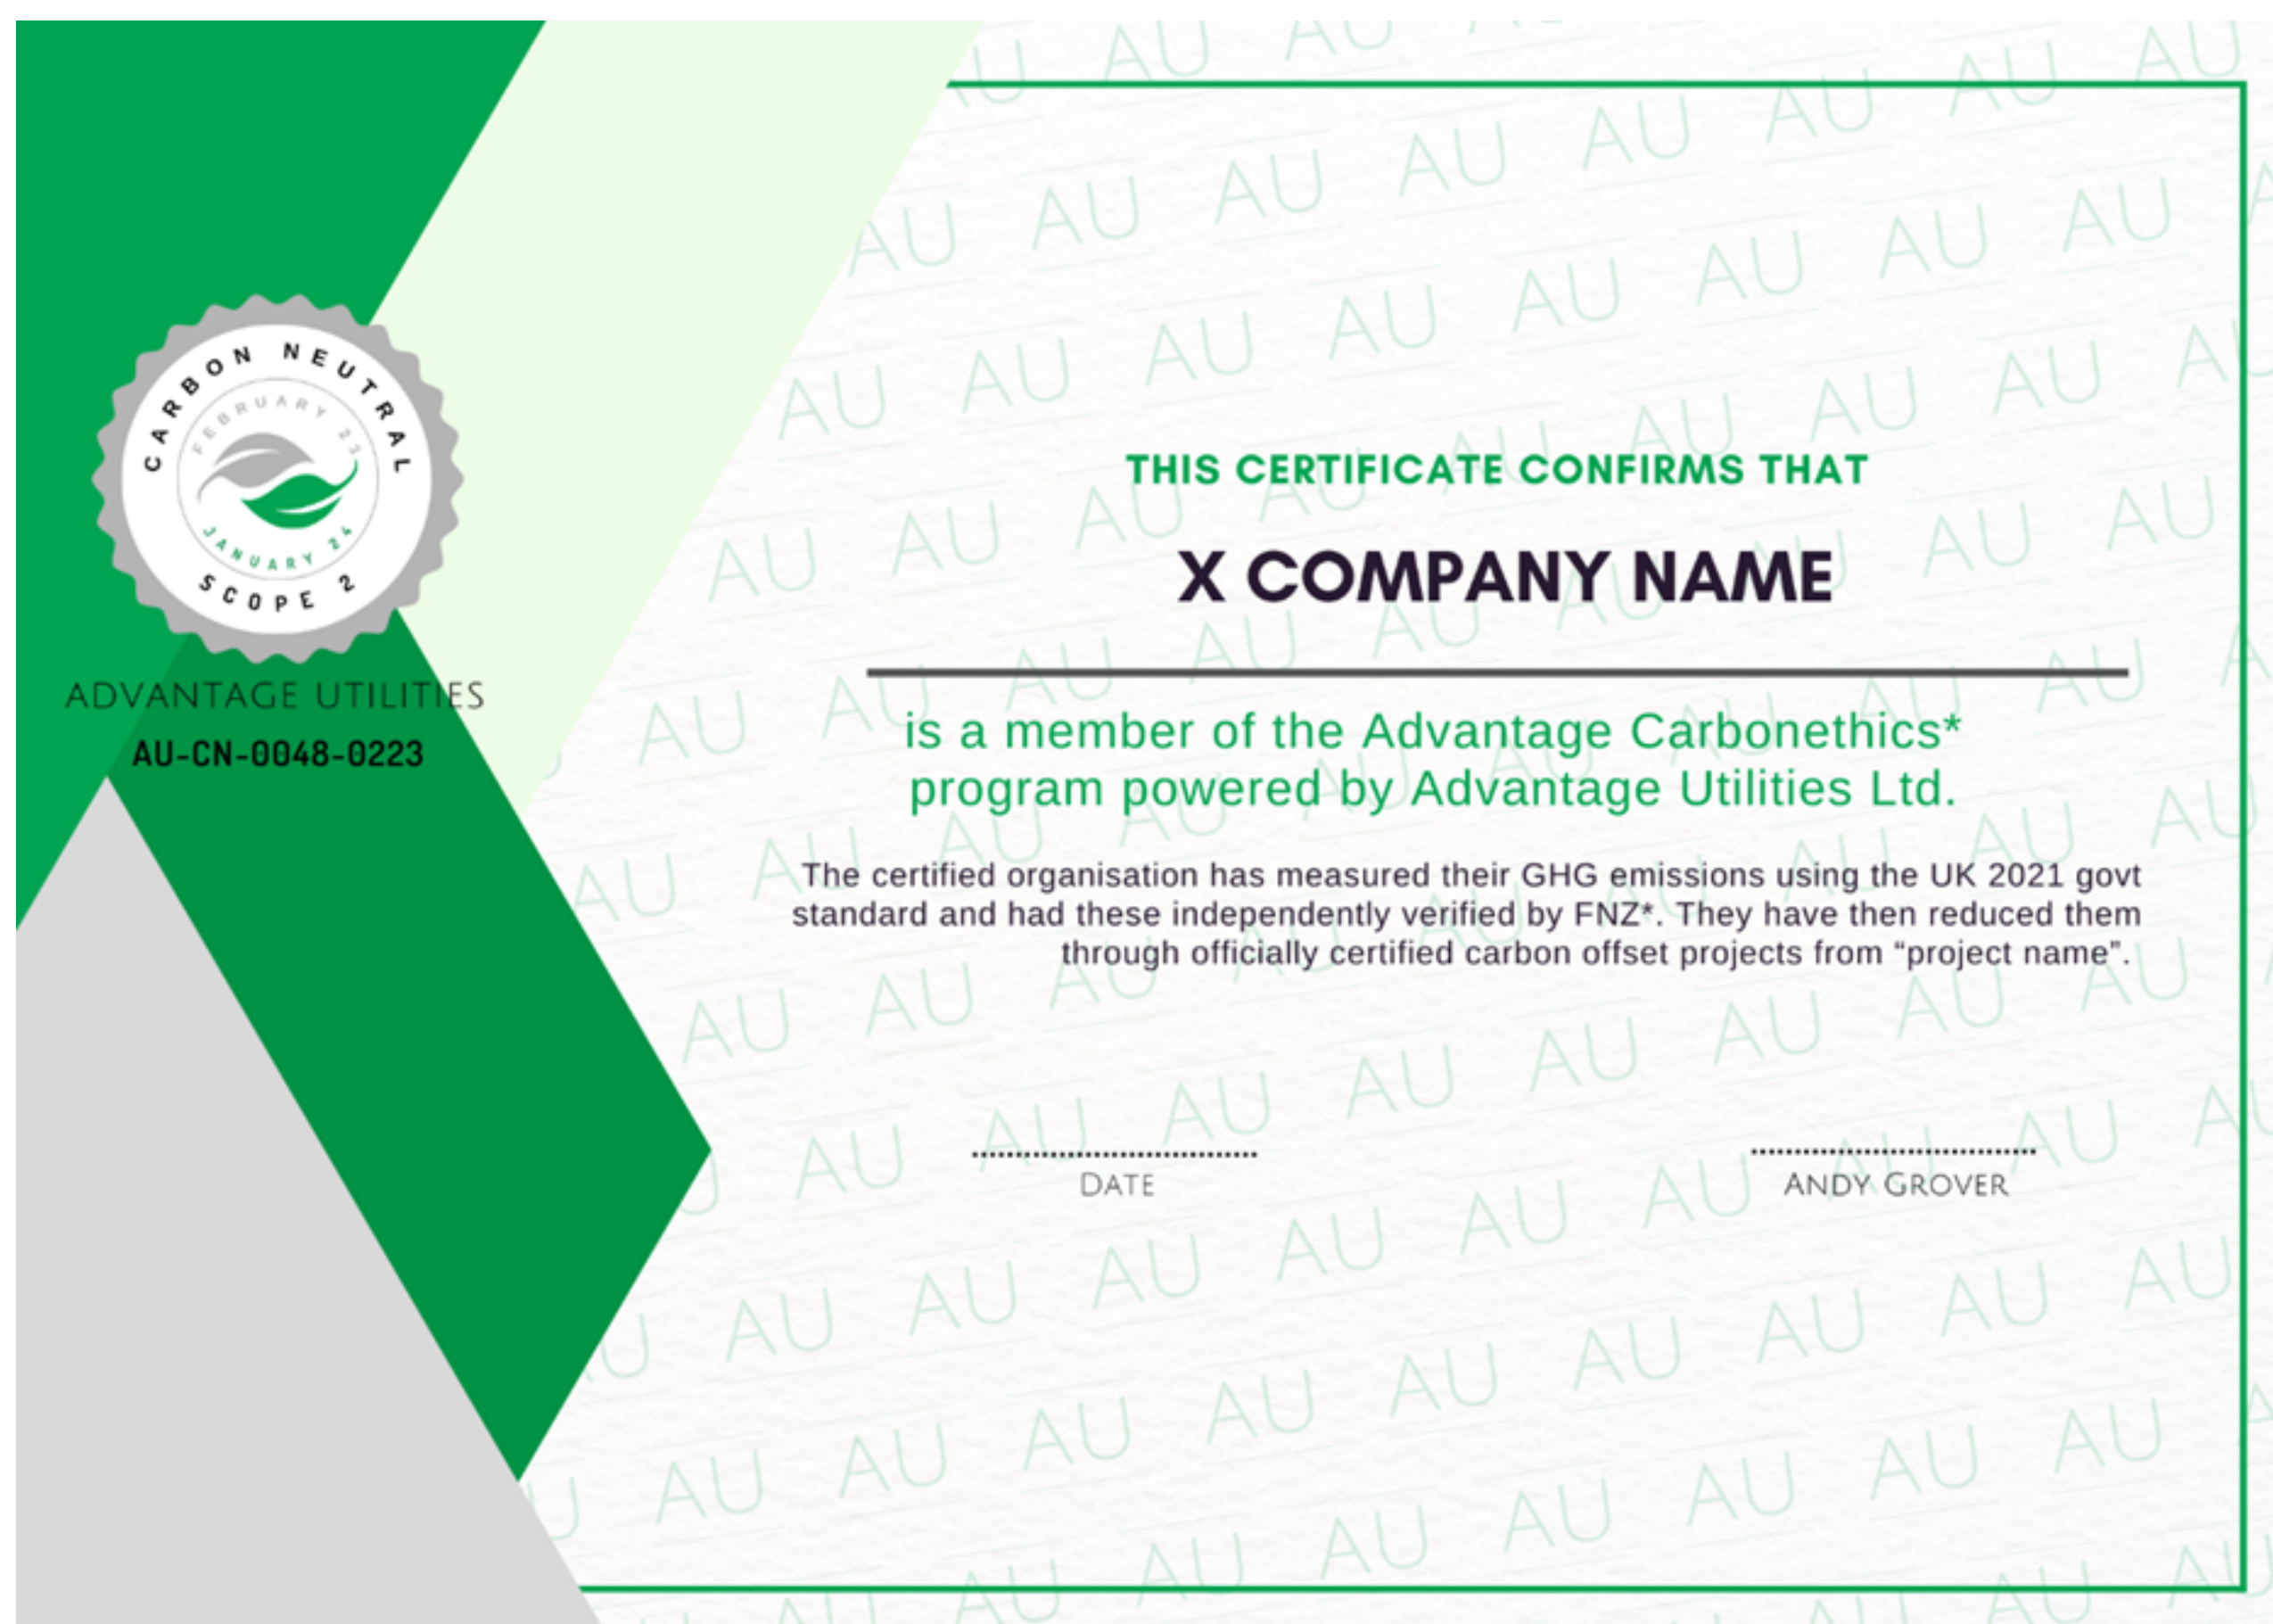 CARBON NEUTRAL
FEBRUARY 23
JANUARY 24
SCOPE 2
ADVANTAGE UTILITIES
AU-CN-0048-0223
THIS CERTIFICATE CONFIRMS THAT
X COMPANY NAME
is a member of the Advantage Carbonethics*
program powered by Advantage Utilities Ltd.
The certified organisation has measured their GHG emissions using the UK 2021 govt
standard and had these independently verified by FNZ*. They have then reduced them
through officially certified carbon offset projects from “project name”.
DATE
ANDY GROVER